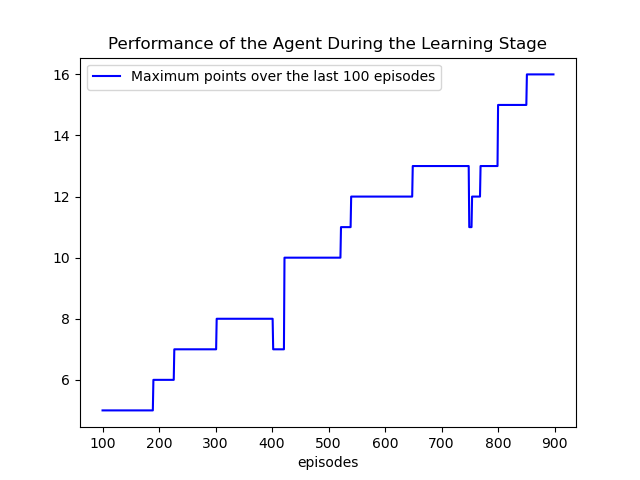 Performance of the Agent During the Learning Stage
Maximum points over the last 100 episodes
16
14
12
10
8
6
100 200 300 400 500 600 700 800 900
episodes